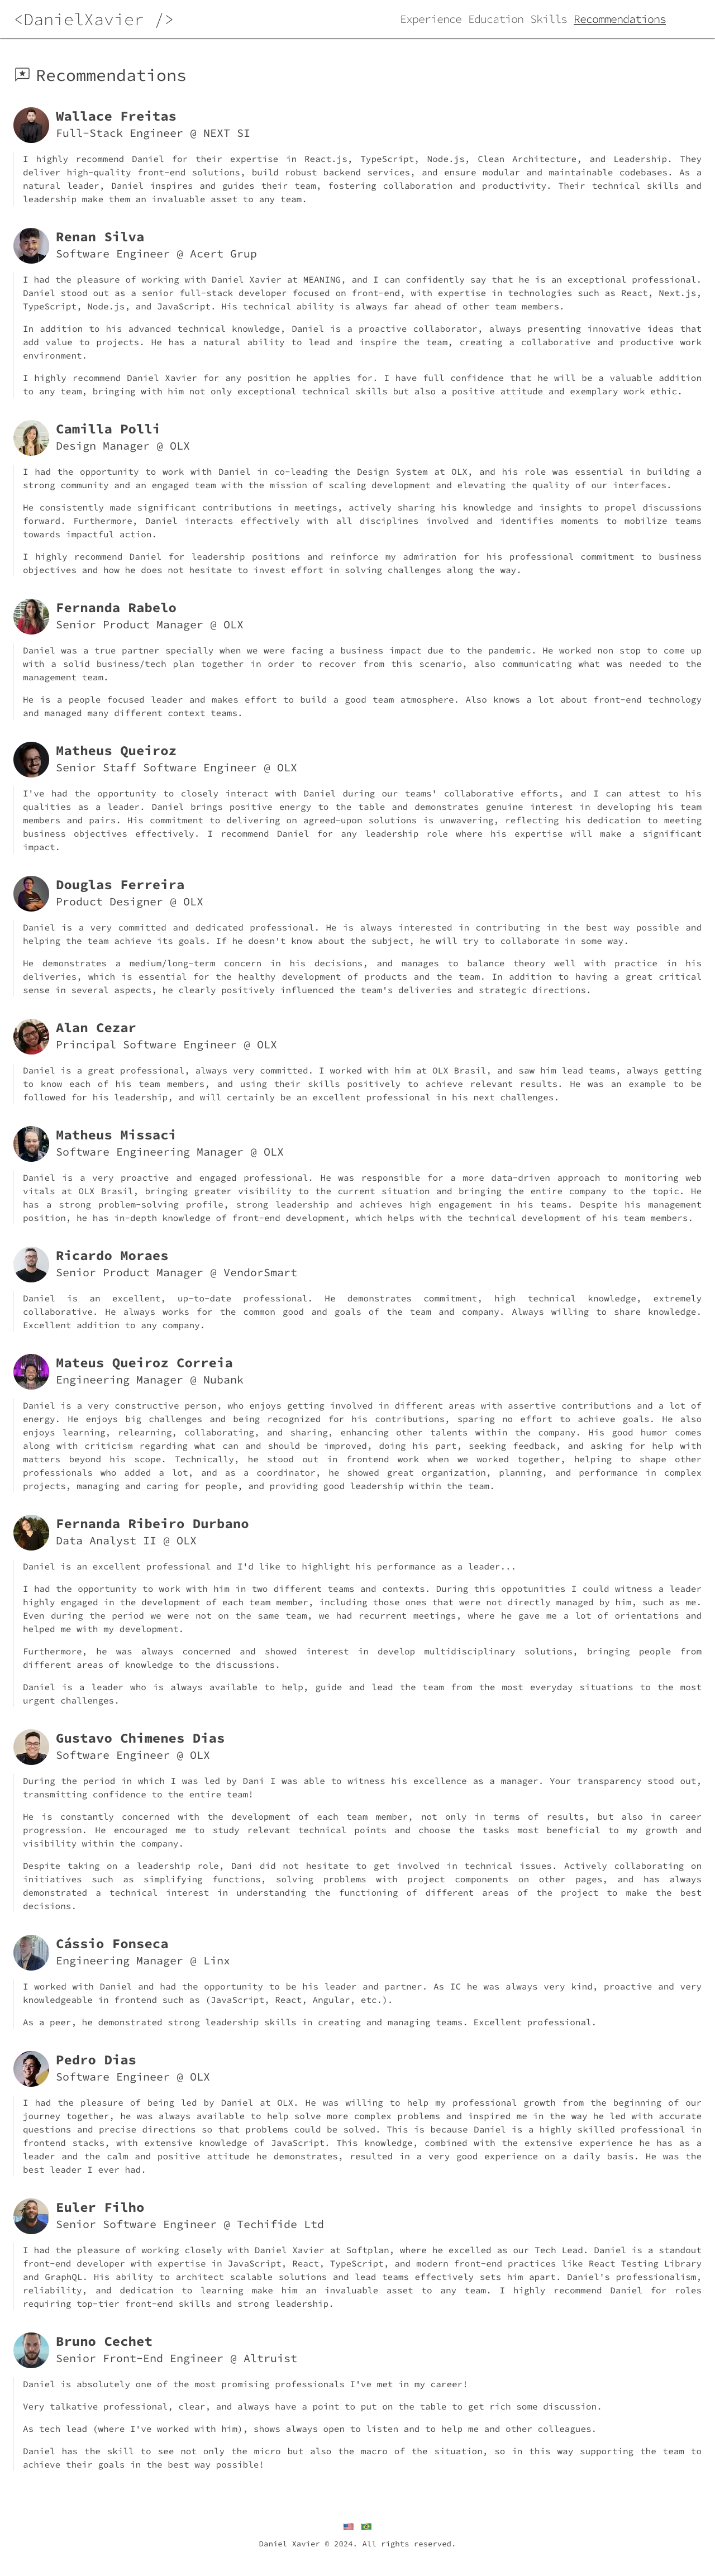 <DanielXavier />
Experience Education Skills Recommendations
Recommendations
Wallace Freitas
Full-Stack Engineer @ NEXT SI
I highly recommend Daniel for their expertise in React.js, TypeScript, Node.js, Clean Architecture, and Leadership. They
deliver high-quality front-end solutions, build robust backend services, and ensure modular and maintainable codebases. As a
natural leader, Daniel inspires and guides their team, fostering collaboration and productivity. Their technical skills and
leadership make them an invaluable asset to any team.
Renan Silva
Software Engineer @ Acert Grup
I had the pleasure of working with Daniel Xavier at MEANING, and I can confidently say that he is an exceptional professional.
Daniel stood out as a senior full-stack developer focused on front-end, with expertise in technologies such as React, Next.js,
TypeScript, Node.js, and JavaScript. His technical ability is always far ahead of other team members.
In addition to his advanced technical knowledge, Daniel is a proactive collaborator, always presenting innovative ideas that
add value to projects. He has a natural ability to lead and inspire the team, creating a collaborative and productive work
environment.
I highly recommend Daniel Xavier for any position he applies for. I have full confidence that he will be a valuable addition
to any team, bringing with him not only exceptional technical skills but also a positive attitude and exemplary work ethic.
Camilla Polli
Design Manager @ OLX
I had the opportunity to work with Daniel in co-leading the Design System at OLX, and his role was essential in building a
strong community and an engaged team with the mission of scaling development and elevating the quality of our interfaces.
He consistently made significant contributions in meetings, actively sharing his knowledge and insights to propel discussions
forward. Furthermore, Daniel interacts effectively with all disciplines involved and identifies moments to mobilize teams
towards impactful action.
I highly recommend Daniel for leadership positions and reinforce my admiration for his professional commitment to business
objectives and how he does not hesitate to invest effort in solving challenges along the way.
Fernanda Rabelo
Senior Product Manager @ OLX
Daniel was a true partner specially when we were facing a business impact due to the pandemic. He worked non stop to come up
with a solid business/tech plan together in order to recover from this scenario, also communicating what was needed to the
management team.
He is a people focused leader and makes effort to build a good team atmosphere. Also knows a lot about front-end technology
and managed many different context teams.
Matheus Queiroz
Senior Staff Software Engineer @ OLX
I've had the opportunity to closely interact with Daniel during our teams' collaborative efforts, and I can attest to his
qualities as a leader. Daniel brings positive energy to the table and demonstrates genuine interest in developing his team
members and pairs. His commitment to delivering on agreed-upon solutions is unwavering, reflecting his dedication to meeting
business objectives effectively. I recommend Daniel for any leadership role where his expertise will make a significant
impact.
Douglas Ferreira
Product Designer @ OLX
Daniel is a very committed and dedicated professional. He is always interested in contributing in the best way possible and
helping the team achieve its goals. If he doesn't know about the subject, he will try to collaborate in some way.
He demonstrates a medium/long-term concern in his decisions, and manages to balance theory well with practice in his
deliveries, which is essential for the healthy development of products and the team. In addition to having a great critical
sense in several aspects, he clearly positively influenced the team's deliveries and strategic directions.
Alan Cezar
Principal Software Engineer @ OLX
Daniel is a great professional, always very committed. I worked with him at OLX Brasil, and saw him lead teams, always getting
to know each of his team members, and using their skills positively to achieve relevant results. He was an example to be
followed for his leadership, and will certainly be an excellent professional in his next challenges.
Matheus Missaci
Software Engineering Manager @ OLX
Daniel is a very proactive and engaged professional. He was responsible for a more data-driven approach to monitoring web
vitals at OLX Brasil, bringing greater visibility to the current situation and bringing the entire company to the topic. He
has a strong problem-solving profile, strong leadership and achieves high engagement in his teams. Despite his management
position, he has in-depth knowledge of front-end development, which helps with the technical development of his team members.
Ricardo Moraes
Senior Product Manager @ VendorSmart
Daniel is an excellent, up-to-date professional. He demonstrates commitment, high technical knowledge, extremely
collaborative. He always works for the common good and goals of the team and company. Always willing to share knowledge.
Excellent addition to any company.
Mateus Queiroz Correia
Engineering Manager @ Nubank
Daniel is a very constructive person, who enjoys getting involved in different areas with assertive contributions and a lot of
energy. He enjoys big challenges and being recognized for his contributions, sparing no effort to achieve goals. He also
enjoys learning, relearning, collaborating, and sharing, enhancing other talents within the company. His good humor comes
along with criticism regarding what can and should be improved, doing his part, seeking feedback, and asking for help with
matters beyond his scope. Technically, he stood out in frontend work when we worked together, helping to shape other
professionals who added a lot, and as a coordinator, he showed great organization, planning, and performance in complex
projects, managing and caring for people, and providing good leadership within the team.
Fernanda Ribeiro Durbano
Data Analyst II @ OLX
Daniel is an excellent professional and I'd like to highlight his performance as a leader...
I had the opportunity to work with him in two different teams and contexts. During this oppotunities I could witness a leader
highly engaged in the development of each team member, including those ones that were not directly managed by him, such as me.
Even during the period we were not on the same team, we had recurrent meetings, where he gave me a lot of orientations and
helped me with my development.
Furthermore, he was always concerned and showed interest in develop multidisciplinary solutions, bringing people from
different areas of knowledge to the discussions.
Daniel is a leader who is always available to help, guide and lead the team from the most everyday situations to the most
urgent challenges.
Gustavo Chimenes Dias
Software Engineer @ OLX
During the period in which I was led by Dani I was able to witness his excellence as a manager. Your transparency stood out,
transmitting confidence to the entire team!
He is constantly concerned with the development of each team member, not only in terms of results, but also in career
progression. He encouraged me to study relevant technical points and choose the tasks most beneficial to my growth and
visibility within the company.
Despite taking on a leadership role, Dani did not hesitate to get involved in technical issues. Actively collaborating on
initiatives such as simplifying functions, solving problems with project components on other pages, and has always
demonstrated a technical interest in understanding the functioning of different areas of the project to make the best
decisions.
Cássio Fonseca
Engineering Manager @ Linx
I worked with Daniel and had the opportunity to be his leader and partner. As IC he was always very kind, proactive and very
knowledgeable in frontend such as (JavaScript, React, Angular, etc.).
As a peer, he demonstrated strong leadership skills in creating and managing teams. Excellent professional.
Pedro Dias
Software Engineer @ OLX
I had the pleasure of being led by Daniel at OLX. He was willing to help my professional growth from the beginning of our
journey together, he was always available to help solve more complex problems and inspired me in the way he led with accurate
questions and precise directions so that problems could be solved. This is because Daniel is a highly skilled professional in
frontend stacks, with extensive knowledge of JavaScript. This knowledge, combined with the extensive experience he has as a
leader and the calm and positive attitude he demonstrates, resulted in a very good experience on a daily basis. He was the
best leader I ever had.
Euler Filho
Senior Software Engineer @ Techifide Ltd
I had the pleasure of working closely with Daniel Xavier at Softplan, where he excelled as our Tech Lead. Daniel is a standout
front-end developer with expertise in JavaScript, React, TypeScript, and modern front-end practices like React Testing Library
and GraphQL. His ability to architect scalable solutions and lead teams effectively sets him apart. Daniel's professionalism,
reliability, and dedication to learning make him an invaluable asset to any team. I highly recommend Daniel for roles
requiring top-tier front-end skills and strong leadership.
Bruno Cechet
Senior Front-End Engineer @ Altruist
Daniel is absolutely one of the most promising professionals I've met in my career!
Very talkative professional, clear, and always have a point to put on the table to get rich some discussion.
As tech lead (where I've worked with him), shows always open to listen and to help me and other colleagues.
Daniel has the skill to see not only the micro but also the macro of the situation, so in this way supporting the team to
achieve their goals in the best way possible!
Daniel Xavier © 2024. All rights reserved.